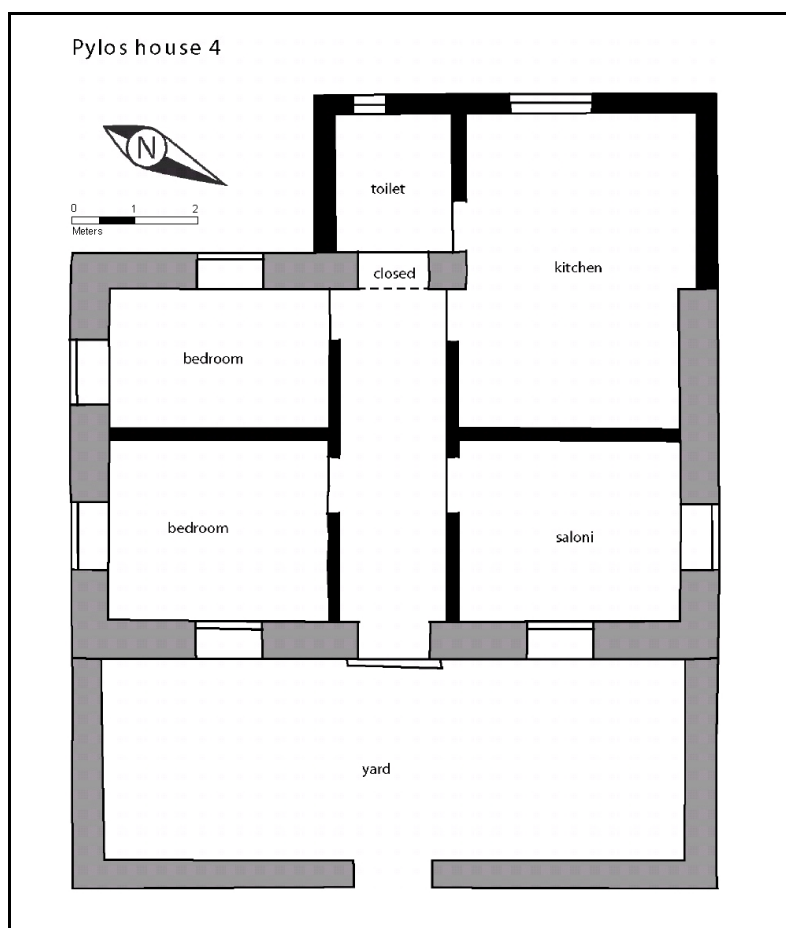 Pylos house 4
N
0 1 2
Meters
toilet
closed
kitchen
bedroom
bedroom
saloni
yard